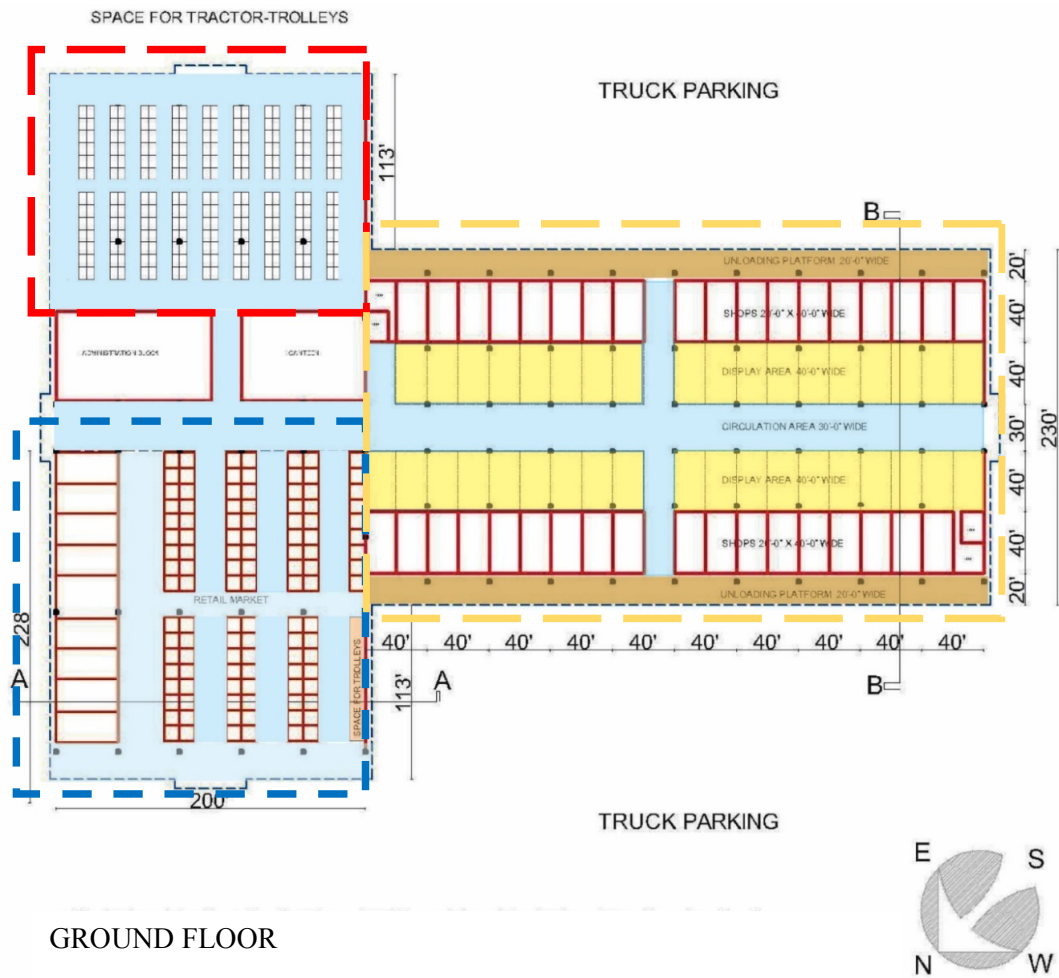 SPACE FOR TRACTOR-TROLLEYS
TRUCK PARKING
113'
B
UNLOADING PLATFORM 20'-0" WIDE
20'
SHOPS 20'-0" X 40'-0" WIDE
40'
ADMINISTRATION BLOCK
CANTEEN
DISPLAY AREA 40'-0" WIDE
40'
CIRCULATION AREA 30'-0" WIDE
30'
230'
DISPLAY AREA 40'-0" WIDE
40'
SHOPS 20'-0" X 40'-0" WIDE
40'
UNLOADING PLATFORM 20'-0" WIDE
20'
RETAIL MARKET
228'
40' 40' 40' 40' 40' 40' 40' 40' 40' 40'
SPACE FOR TROLLEYS
A
A
B
113'
200'
TRUCK PARKING
E
S
N
W
GROUND FLOOR